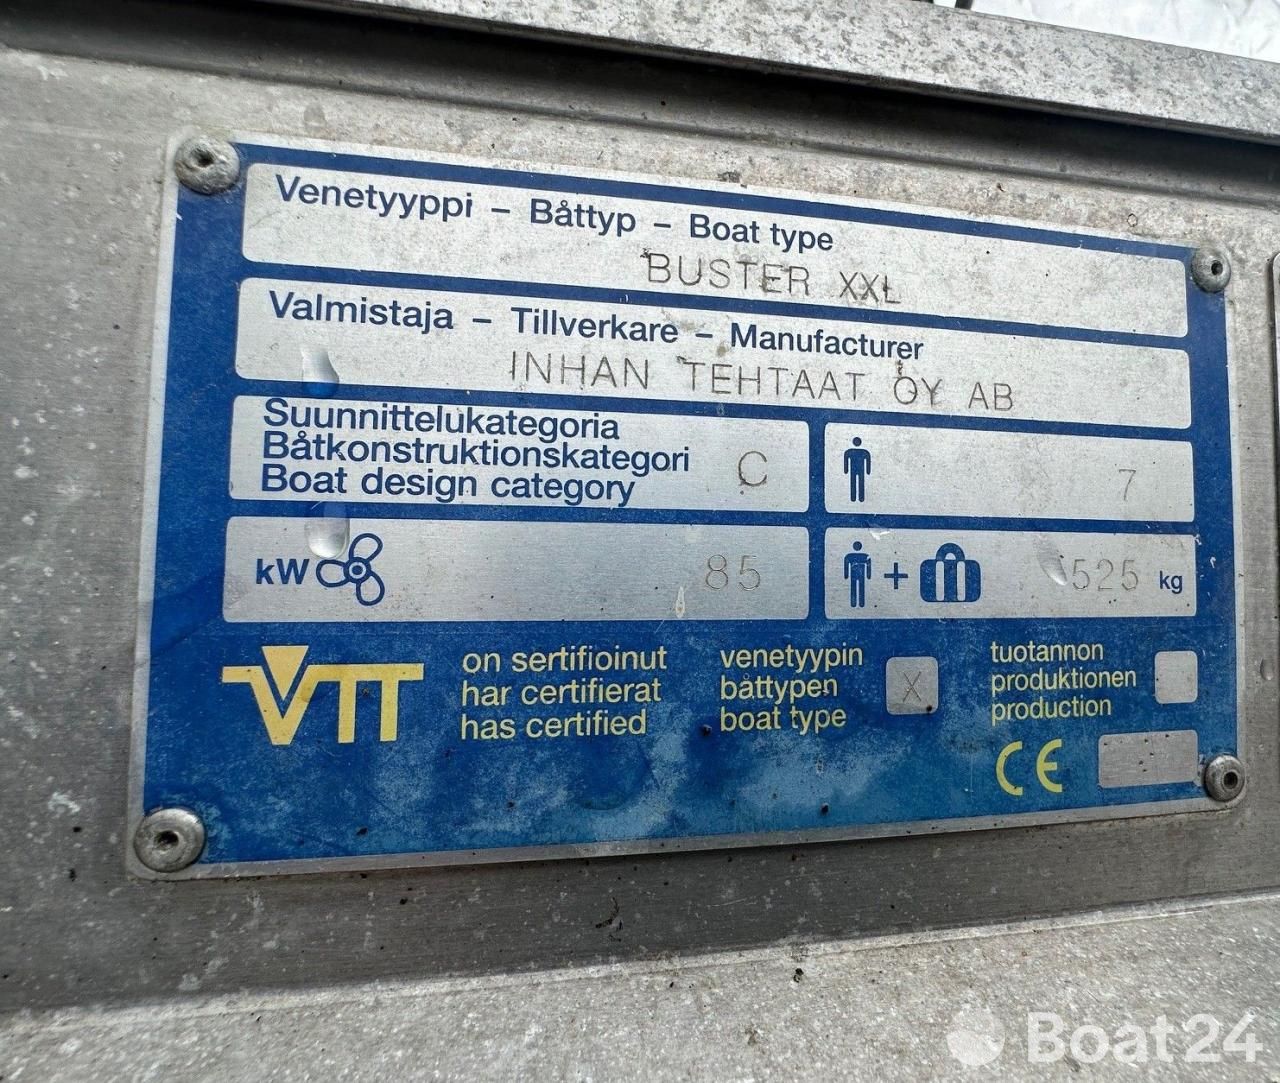 Venetyyppi – Båttyp – Boat type
BUSTER XXL
Valmistaja – Tillverkare – Manufacturer
INHAN TEHTAAT OY AB
Suunnittelukategoria
Båtkonstruktionskategori
Boat design category
C
7
kW
85
+
525 kg
VTT
on sertifioinut
har certifierat
has certified
venetyypin
båttypen
boat type
X
tuotannon
produktionen
production
CE
Boat24